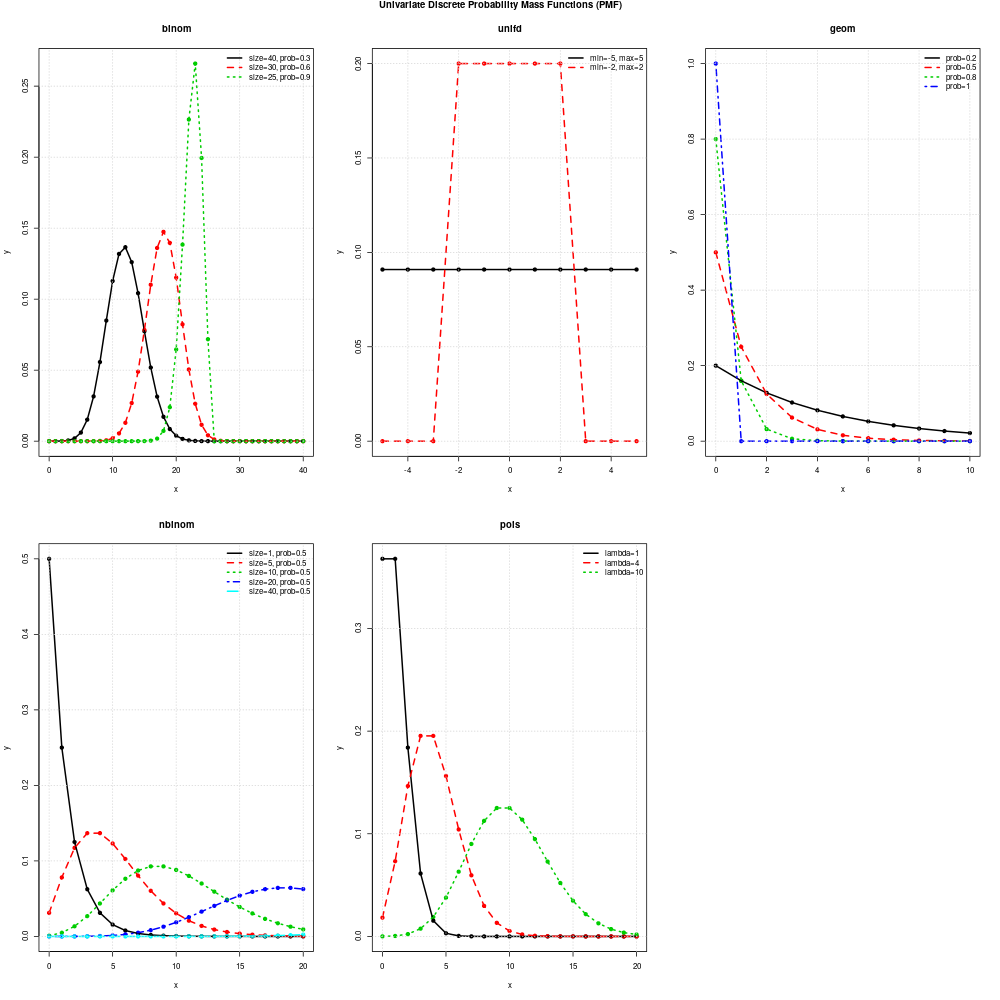 Univariate Discrete Probability Mass Functions (PMF)
binom
size=40, prob=0.3
size=30, prob=0.6
size=25, prob=0.9
0.25
0.20
0.15
0.10
0.05
0.00
y
0 10 20 30 40
x
unifd
min=-5, max=5
min=-2, max=2
0.20
0.15
0.10
0.05
0.00
y
-4 -2 0 2 4
x
geom
prob=0.2
prob=0.5
prob=0.8
prob=1
1.0
0.8
0.6
0.4
0.2
0.0
y
0 2 4 6 8 10
x
nbinom
size=1, prob=0.5
size=5, prob=0.5
size=10, prob=0.5
size=20, prob=0.5
size=40, prob=0.5
0.5
0.4
0.3
0.2
0.1
0.0
y
0 5 10 15 20
x
pois
lambda=1
lambda=4
lambda=10
0.3
0.2
0.1
0.0
y
0 5 10 15 20
x